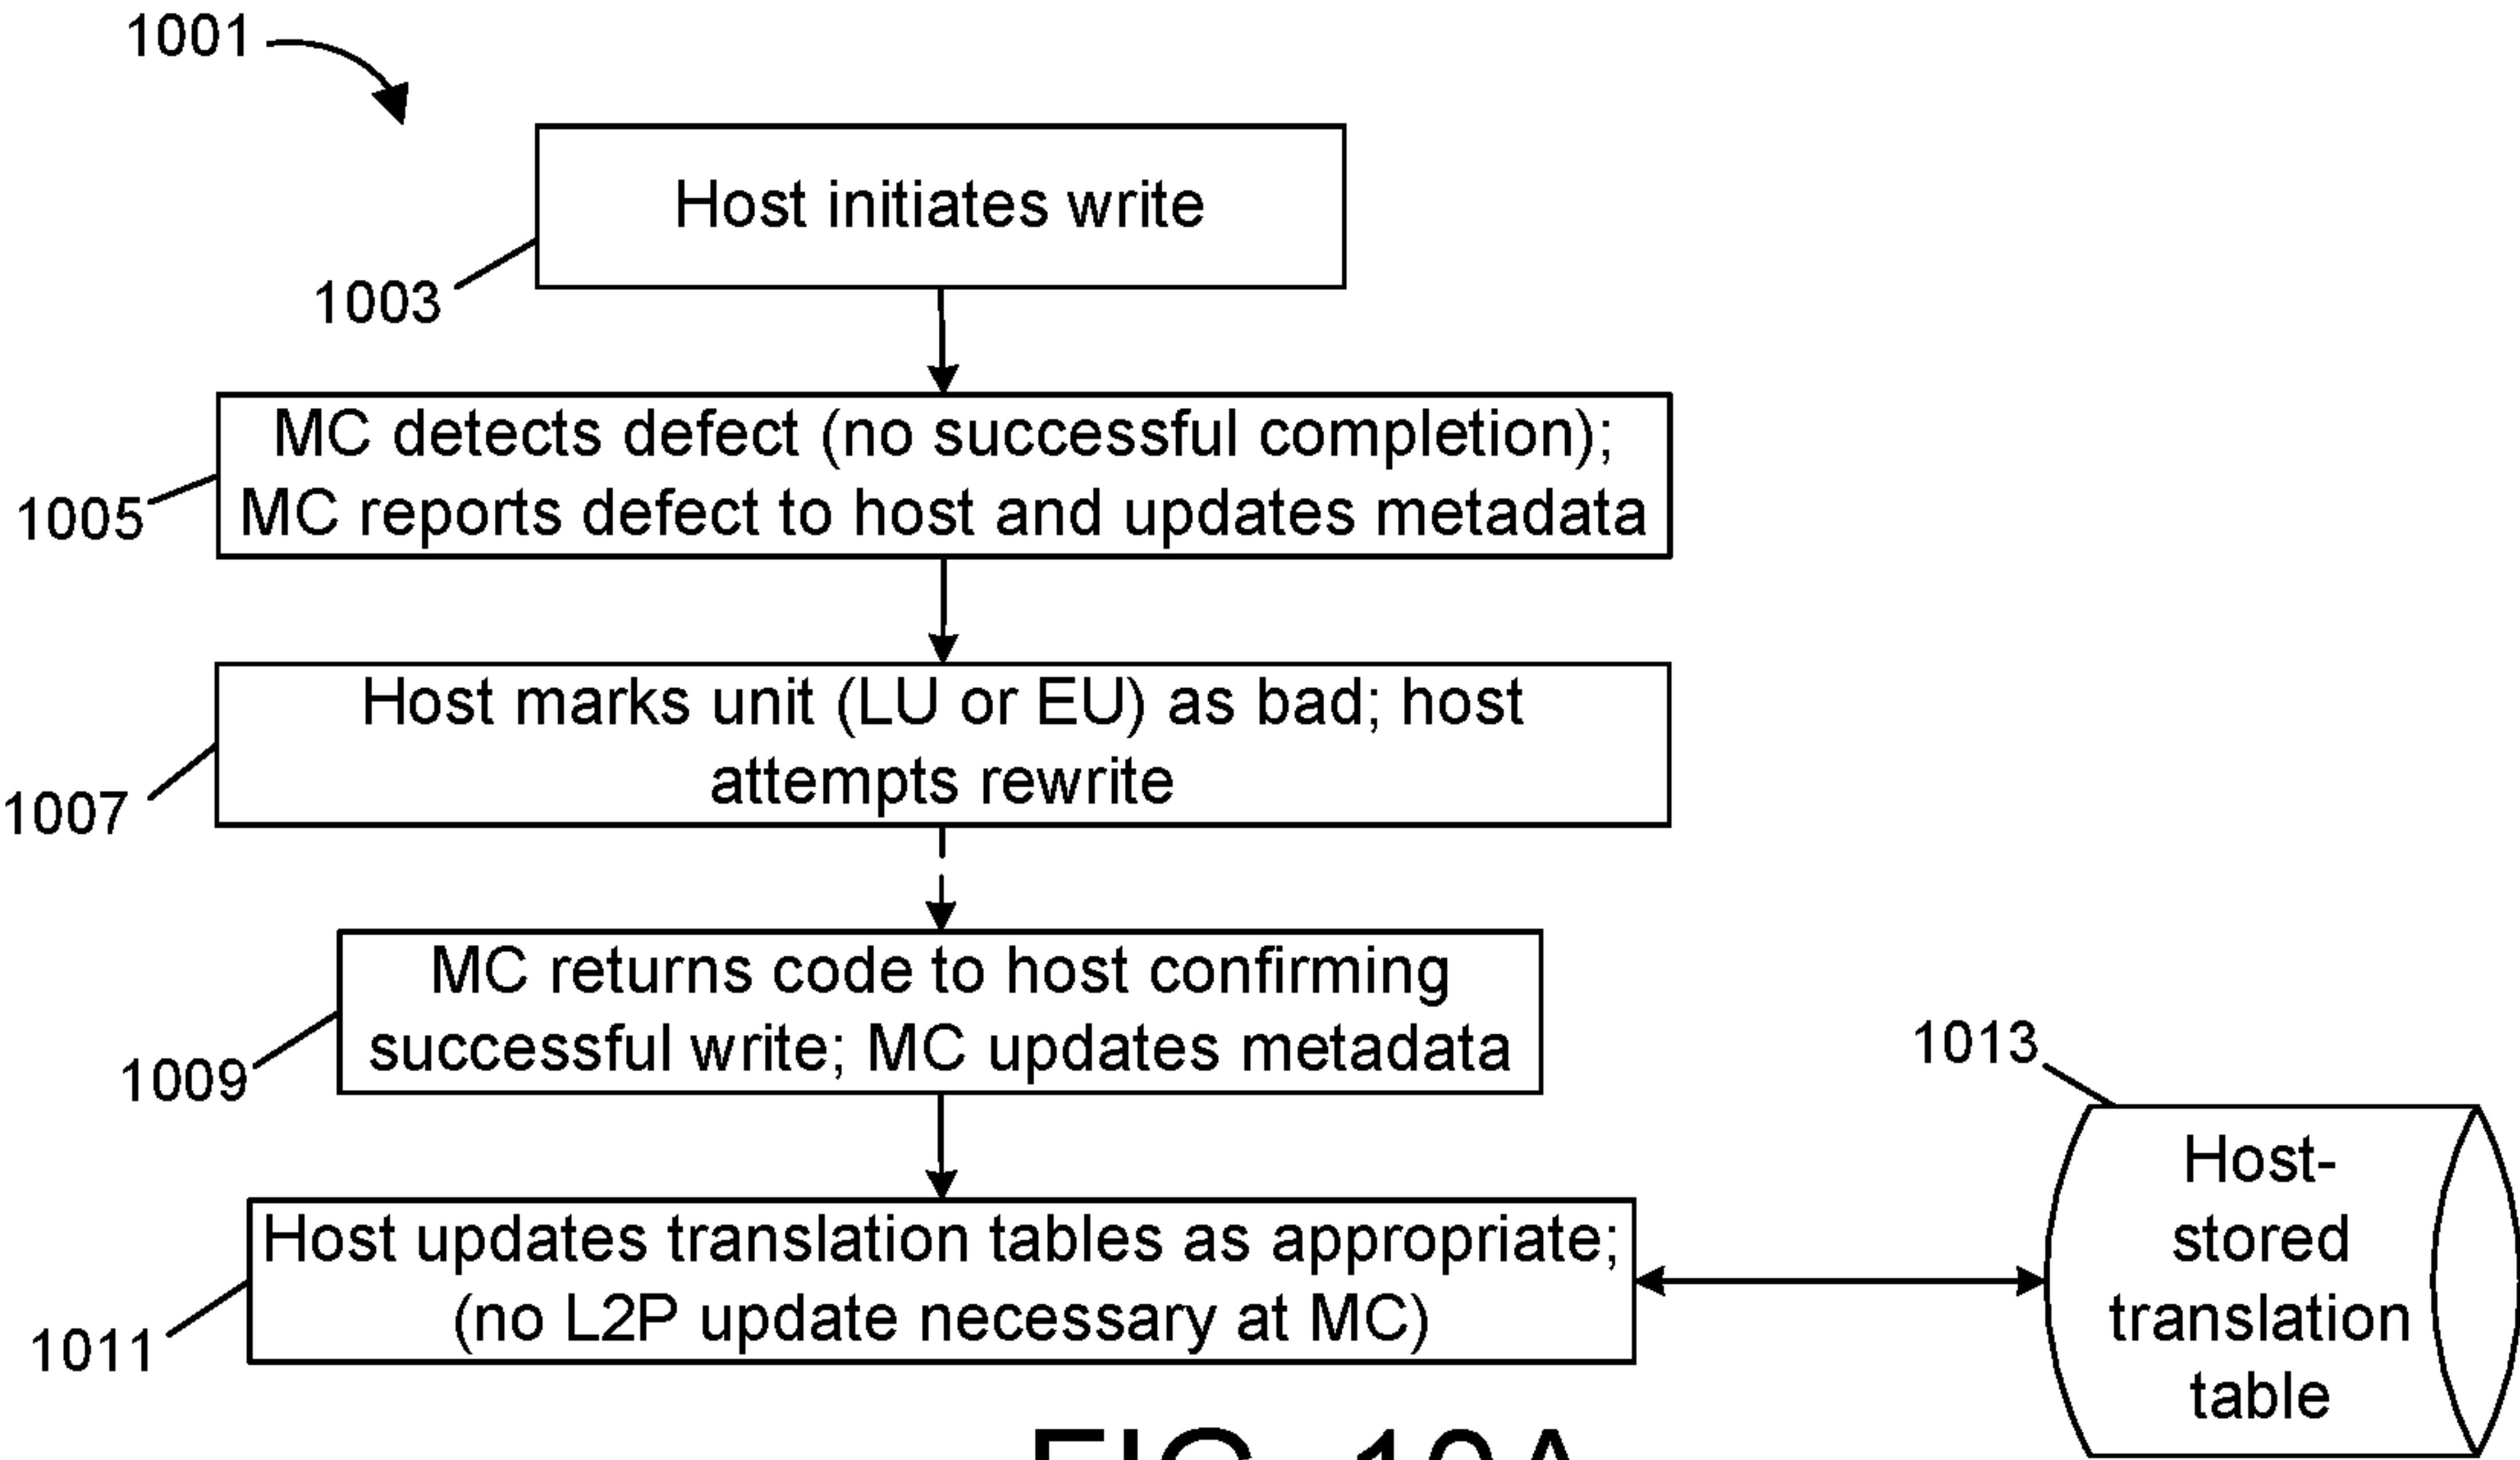 1001
Host initiates write
1003
MC detects defect (no successful completion);
MC reports defect to host and updates metadata
1005
Host marks unit (LU or EU) as bad; host
attempts rewrite
1007
MC returns code to host confirming
successful write; MC updates metadata
1009
1013
Host updates translation tables as appropriate;
(no L2P update necessary at MC)
1011
Host-
stored
translation
table
FIG. 10A